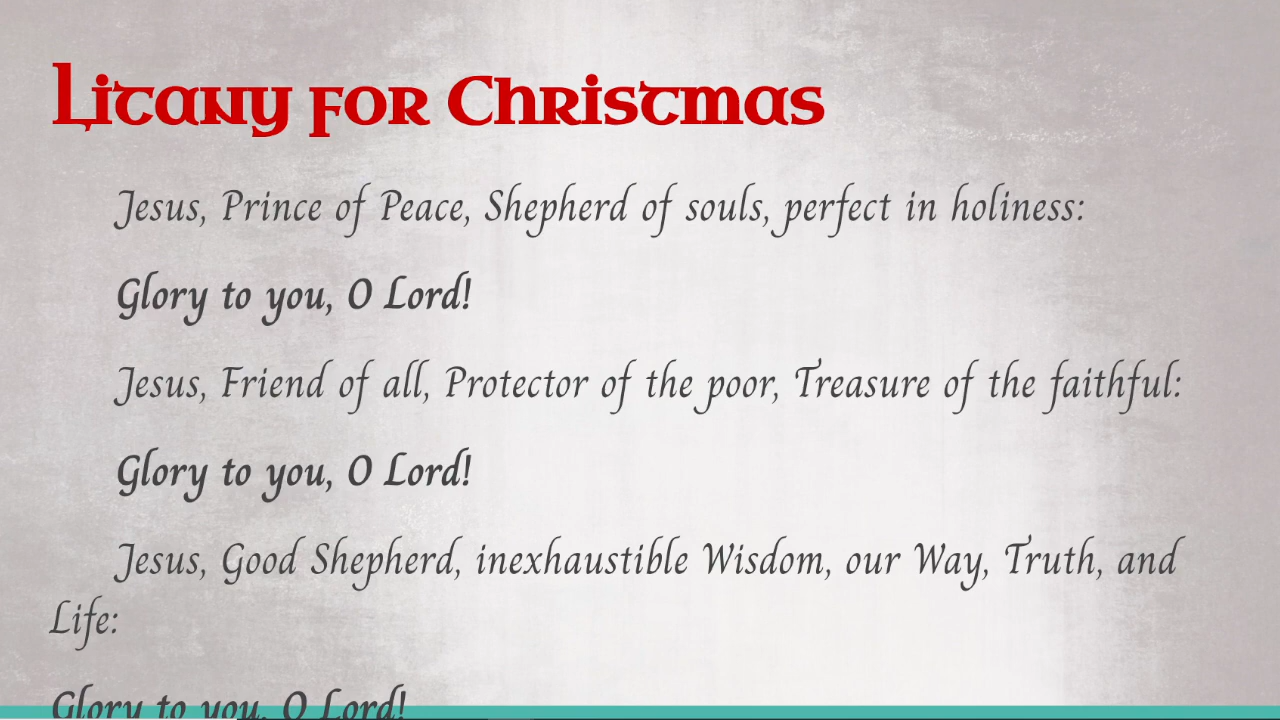 Litany for Christmas
Jesus, Prince of Peace, Shepherd of souls, perfect in holiness:
Glory to you, O Lord!
Jesus, Friend of all, Protector of the poor, Treasure of the faithful:
Glory to you, O Lord!
Jesus, Good Shepherd, inexhaustible Wisdom, our Way, Truth, and
Life:
Glory to you, O Lord!